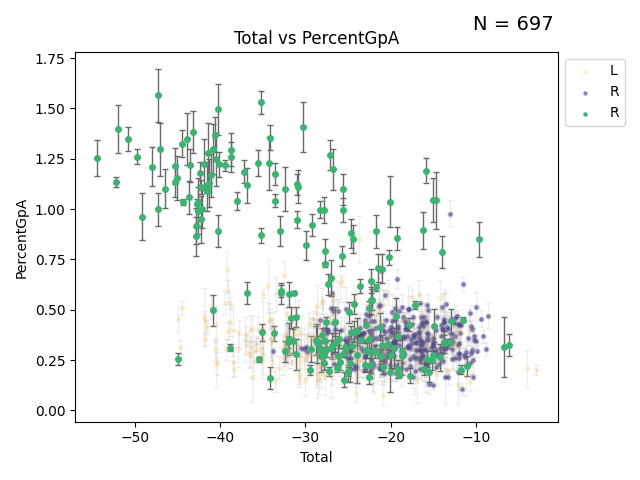 N = 697
Total vs PercentGpA
1.75
1.50
1.25
1.00
0.75
0.50
0.25
0.00
PercentGpA
−50
−40
−30
−20
−10
Total
L
R
R